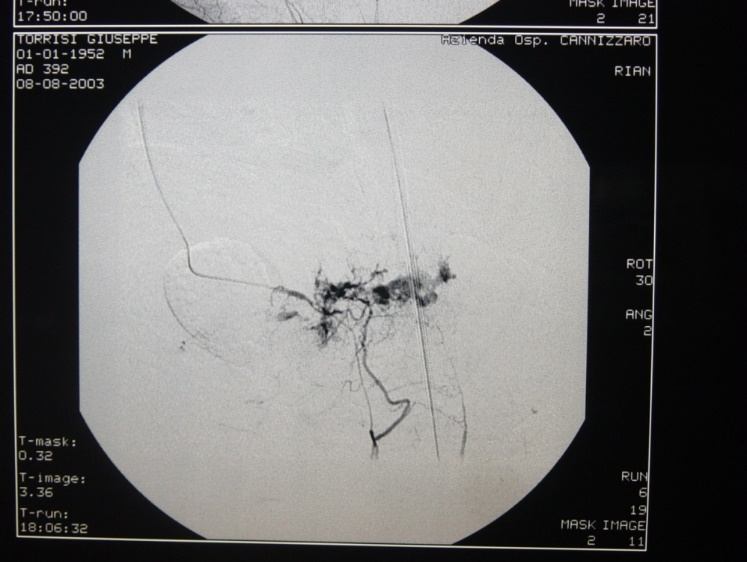 T-run:
17:50:00
MASK IMAGE
2 21
TORRISI GIUSEPPE
01-01-1952 M
AD 392
08-08-2003
Azienda Osp. CANNIZZARO
RIAN
ROT
30
ANG
2
T-mask:
0.32
T-image:
3.36
T-run:
18:06:32
RUN
6
19
MASK IMAGE
2 11